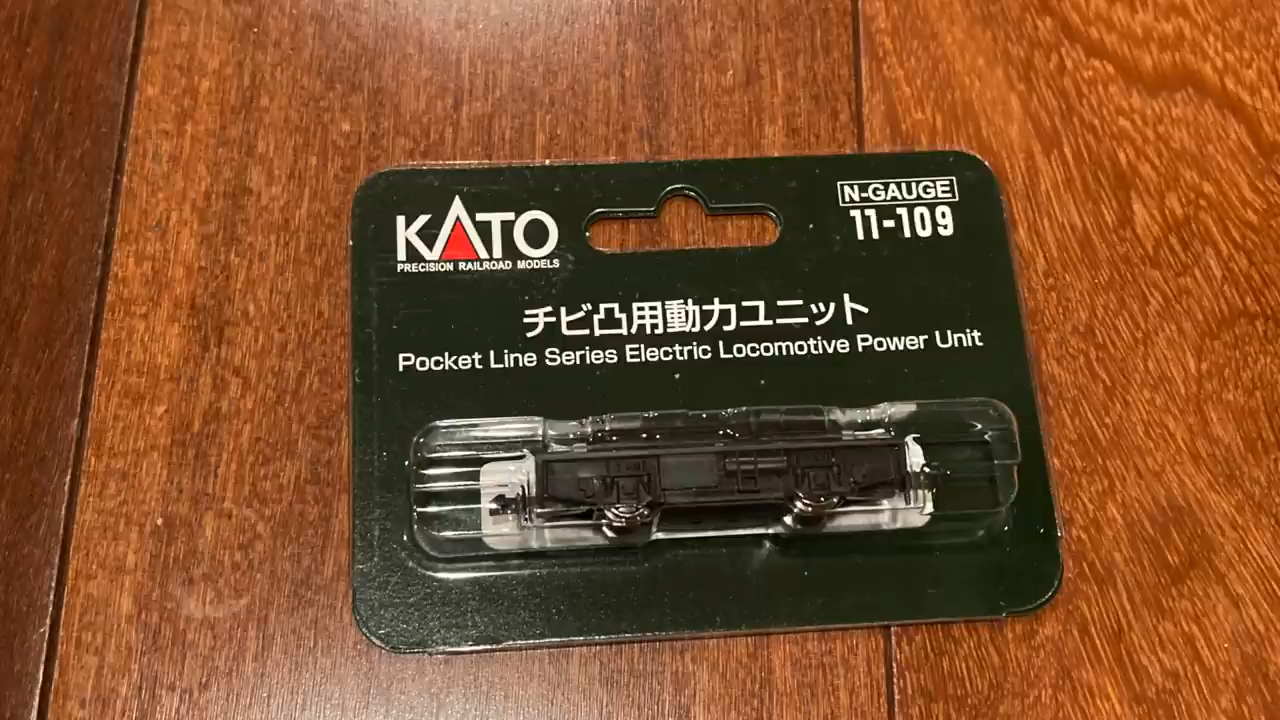 KATO
PRECISION RAILROAD MODELS
N-GAUGE
11-109
チビ凸用動力ユニット
Pocket Line Series Electric Locomotive Power Unit